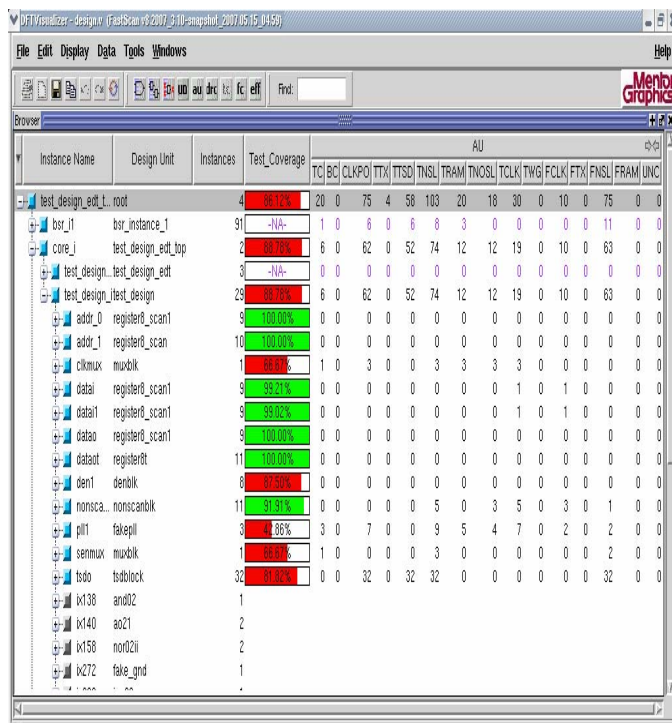 DFTVisualizer - design.v (FastScan v8.2007_3.10-snapshot_2007.05.15_04.59)
File Edit Display Data Tools Windows Help
UD au drc fc eff Find: Mentor Graphics
Browser
Instance Name Design Unit Instances Test_Coverage AU
TC BC CLKPO TTX TTSD TNSL TRAM TNOSL TCLK TWG FCLK FTX FNSL FRAM UNC
test_design_edt_t... root 4 86.12% 20 0 75 4 58 103 20 18 30 0 10 0 75 0 0
bsr_i1 bsr_instance_1 91 -NA- 1 0 6 0 6 8 3 0 0 0 0 0 11 0 0
core_i test_design_edt_top 2 88.78% 6 0 62 0 52 74 12 12 19 0 10 0 63 0 0
test_design... test_design_edt 3 -NA- 0 0 0 0 0 0 0 0 0 0 0 0 0 0 0
test_design_i test_design 29 88.78% 6 0 62 0 52 74 12 12 19 0 10 0 63 0 0
addr_0 register8_scan1 9 100.00% 0 0 0 0 0 0 0 0 0 0 0 0 0 0 0
addr_1 register8_scan 10 100.00% 0 0 0 0 0 0 0 0 0 0 0 0 0 0 0
clkmux muxblk 1 66.67% 1 0 3 0 0 3 3 3 3 0 0 0 0 0 0
datai register8_scan1 9 99.21% 0 0 0 0 0 0 0 0 1 0 1 0 0 0 0
datai1 register8_scan1 9 99.02% 0 0 0 0 0 0 0 0 1 0 1 0 0 0 0
datao register8_scan1 9 100.00% 0 0 0 0 0 0 0 0 0 0 0 0 0 0 0
dataot register8t 11 100.00% 0 0 0 0 0 0 0 0 0 0 0 0 0 0 0
den1 denblk 8 87.50% 0 0 0 0 0 0 0 0 0 0 0 0 0 0 0
nonsca... nonscanblk 11 91.91% 0 0 0 0 0 5 0 3 5 0 3 0 1 0 0
pll1 fakepll 3 42.86% 3 0 7 0 0 9 5 4 7 0 2 0 2 0 0
senmux muxblk 1 66.67% 1 0 0 0 0 3 0 0 0 0 0 0 2 0 0
tsdo tsdblock 32 81.82% 0 0 32 0 32 32 0 0 0 0 0 0 32 0 0
ix138 and02 1
ix140 ao21 2
ix158 nor02ii 2
ix272 fake_gnd 1